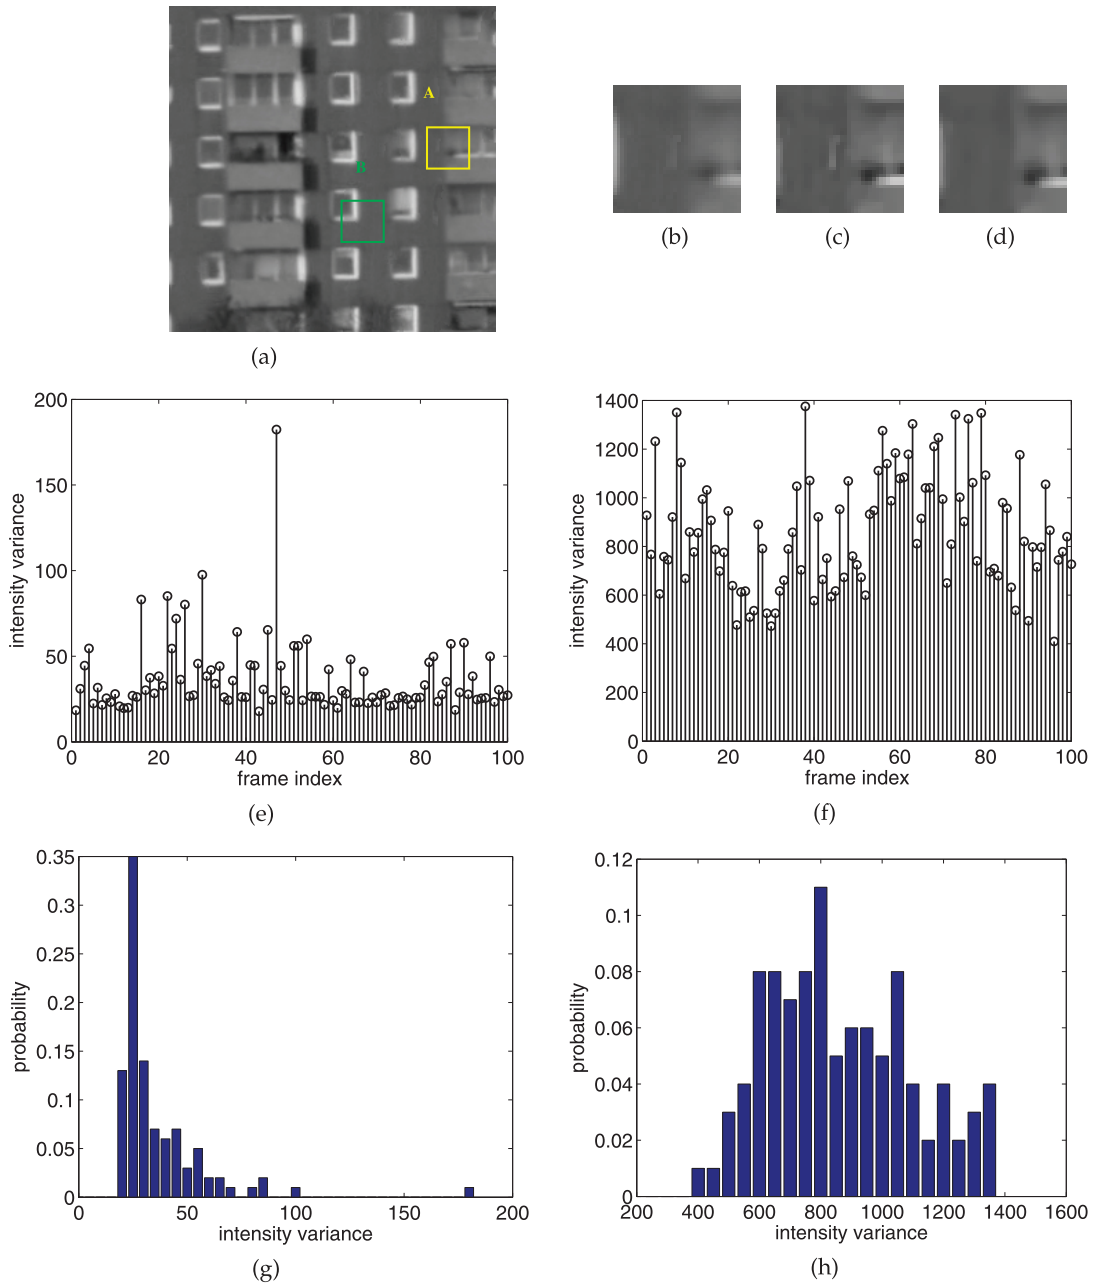 A
B
(a)
(b)
(c)
(d)
200
150
100
50
0
intensity variance
0 20 40 60 80 100
frame index
(e)
1400
1200
1000
800
600
400
200
0
intensity variance
0 20 40 60 80 100
frame index
(f)
0.35
0.3
0.25
0.2
0.15
0.1
0.05
0
probability
0 50 100 150 200
intensity variance
(g)
0.12
0.1
0.08
0.06
0.04
0.02
0
probability
200 400 600 800 1000 1200 1400 1600
intensity variance
(h)